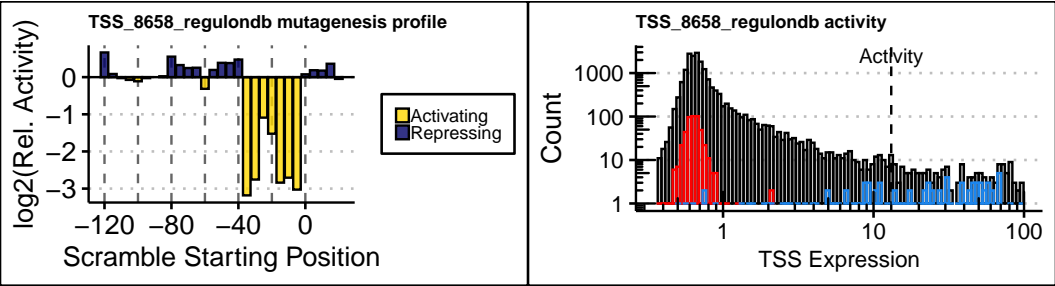 TSS_8658_regulondb mutagenesis profile
log2(Rel. Activity)
0
−1
−2
−3
−120
−80
−40
0
Scramble Starting Position
Activating
Repressing
TSS_8658_regulondb activity
Activity
Count
1000
100
10
1
1
10
100
TSS Expression